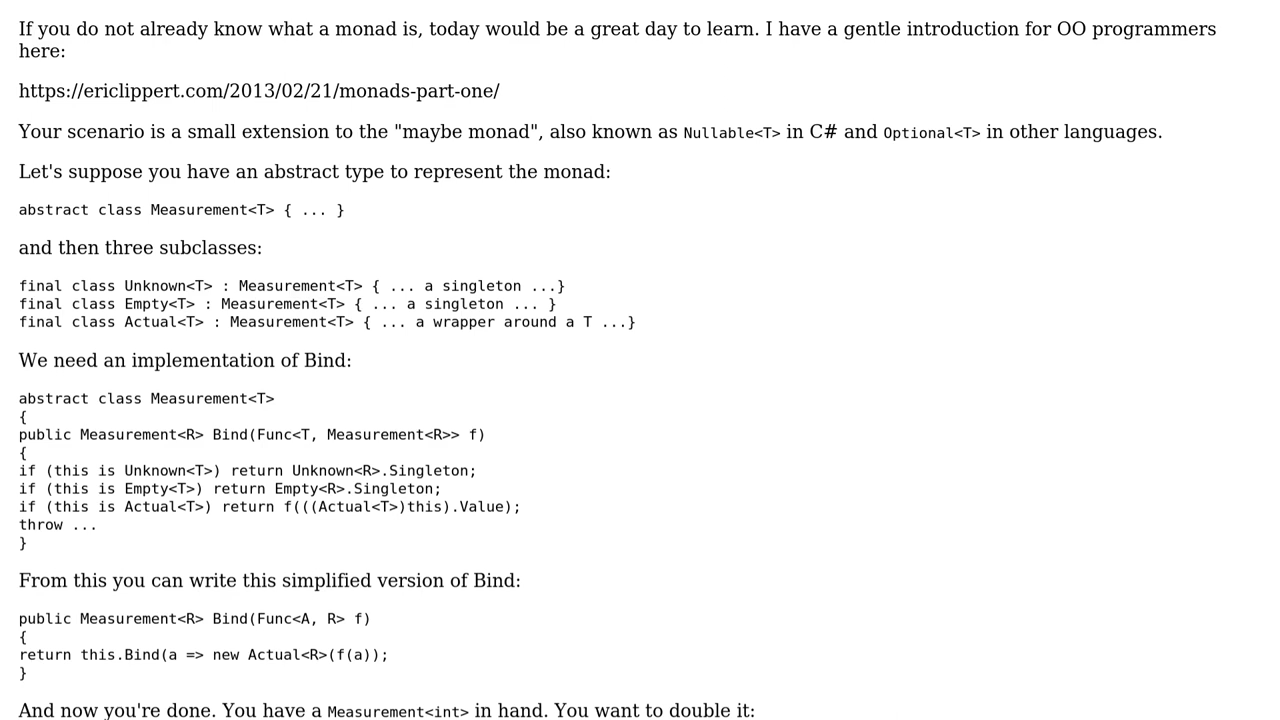 If you do not already know what a monad is, today would be a great day to learn. I have a gentle introduction for OO programmers
here:
https://ericlippert.com/2013/02/21/monads-part-one/
Your scenario is a small extension to the "maybe monad", also known as Nullable<T> in C# and Optional<T> in other languages.
Let's suppose you have an abstract type to represent the monad:
abstract class Measurement<T> { ... }
and then three subclasses:
final class Unknown<T> : Measurement<T> { ... a singleton ...}
final class Empty<T> : Measurement<T> { ... a singleton ... }
final class Actual<T> : Measurement<T> { ... a wrapper around a T ...}
We need an implementation of Bind:
abstract class Measurement<T>
{
public Measurement<R> Bind(Func<T, Measurement<R>> f)
{
if (this is Unknown<T>) return Unknown<R>.Singleton;
if (this is Empty<T>) return Empty<R>.Singleton;
if (this is Actual<T>) return f(((Actual<T>)this).Value);
throw ...
}
From this you can write this simplified version of Bind:
public Measurement<R> Bind(Func<A, R> f)
{
return this.Bind(a => new Actual<R>(f(a));
}
And now you're done. You have a Measurement<int> in hand. You want to double it: